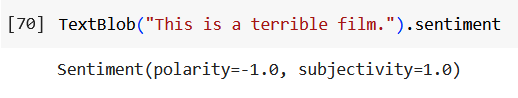 [70] TextBlob("This is a terrible film.").sentiment
Sentiment(polarity=-1.0, subjectivity=1.0)